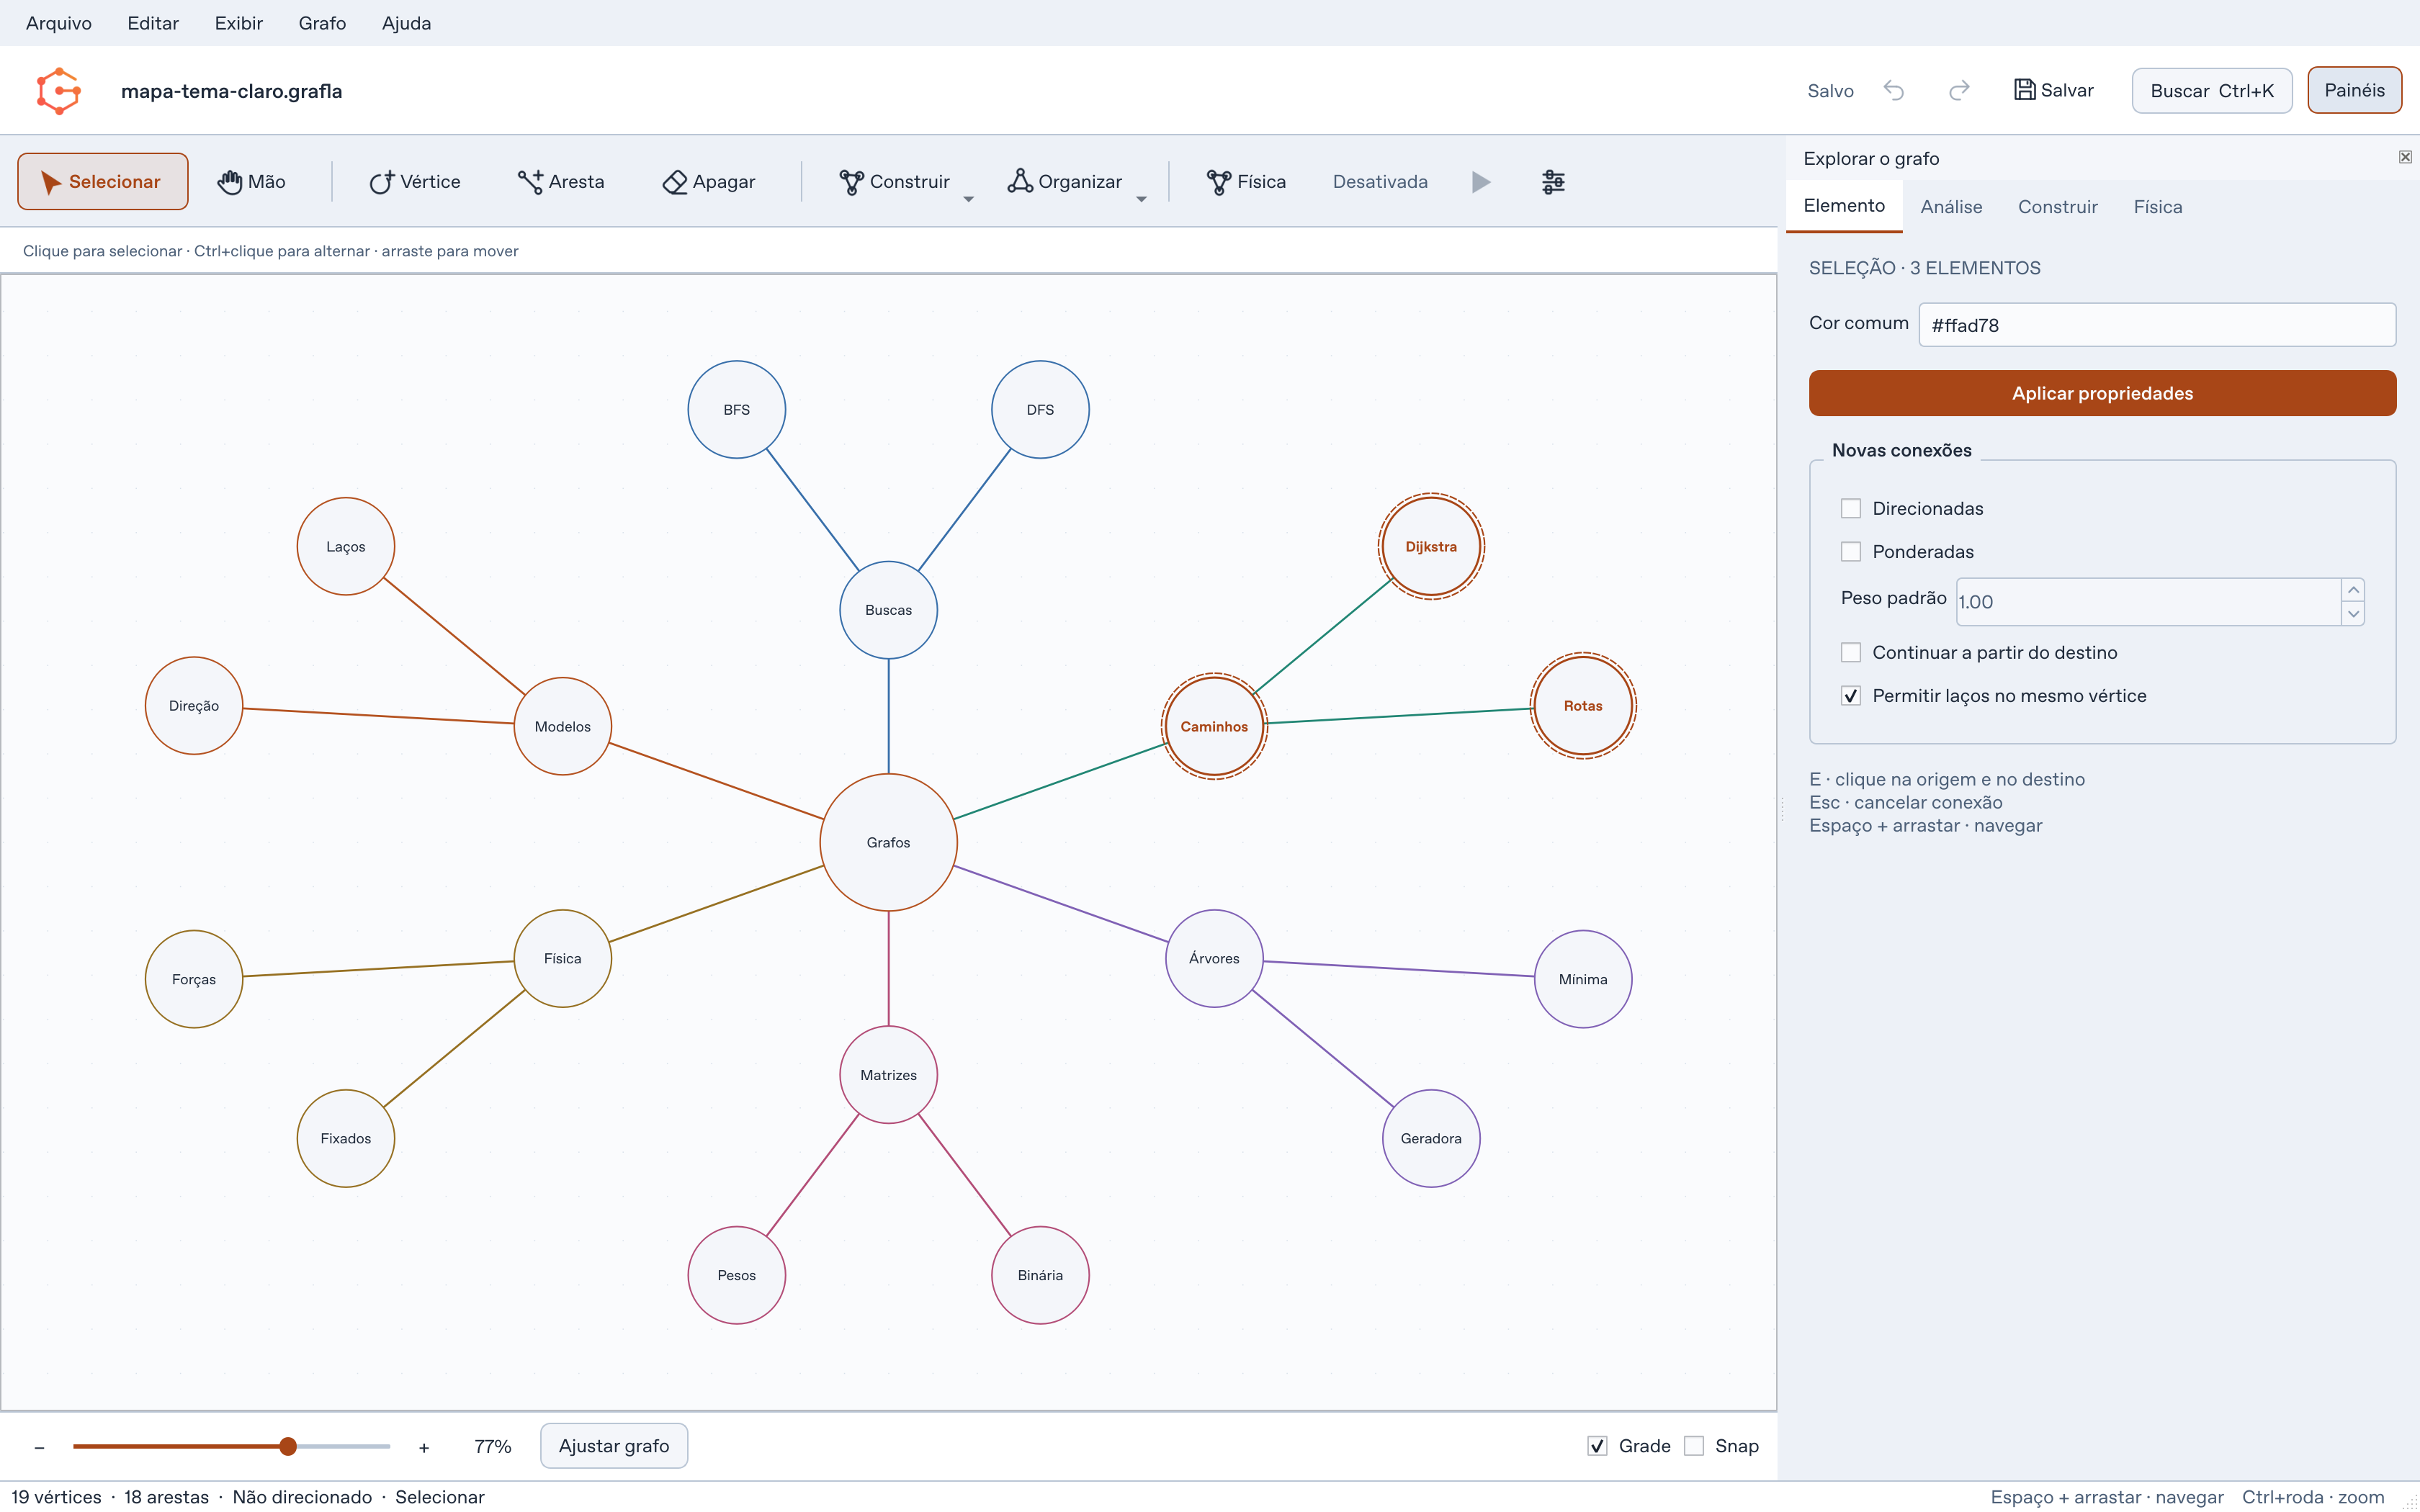 Arquivo Editar Exibir Grafo Ajuda
mapa-tema-claro.grafla
Salvo Salvar Buscar Ctrl+K Painéis
Selecionar Mão Vértice Aresta Apagar Construir Organizar Física Desativada
Clique para selecionar · Ctrl+clique para alternar · arraste para mover
BFS DFS
Laços Dijkstra
Buscas
Direção Rotas
Modelos Caminhos
Grafos
Física Árvores
Forças Mínima
Matrizes
Fixados Geradora
Pesos Binária
Explorar o grafo
Elemento Análise Construir Física
SELEÇÃO · 3 ELEMENTOS
Cor comum #ffad78
Aplicar propriedades
Novas conexões
Direcionadas
Ponderadas
Peso padrão 1.00
Continuar a partir do destino
Permitir laços no mesmo vértice
E · clique na origem e no destino
Esc · cancelar conexão
Espaço + arrastar · navegar
– + 77% Ajustar grafo Grade Snap
19 vértices · 18 arestas · Não direcionado · Selecionar
Espaço + arrastar · navegar Ctrl+roda · zoom